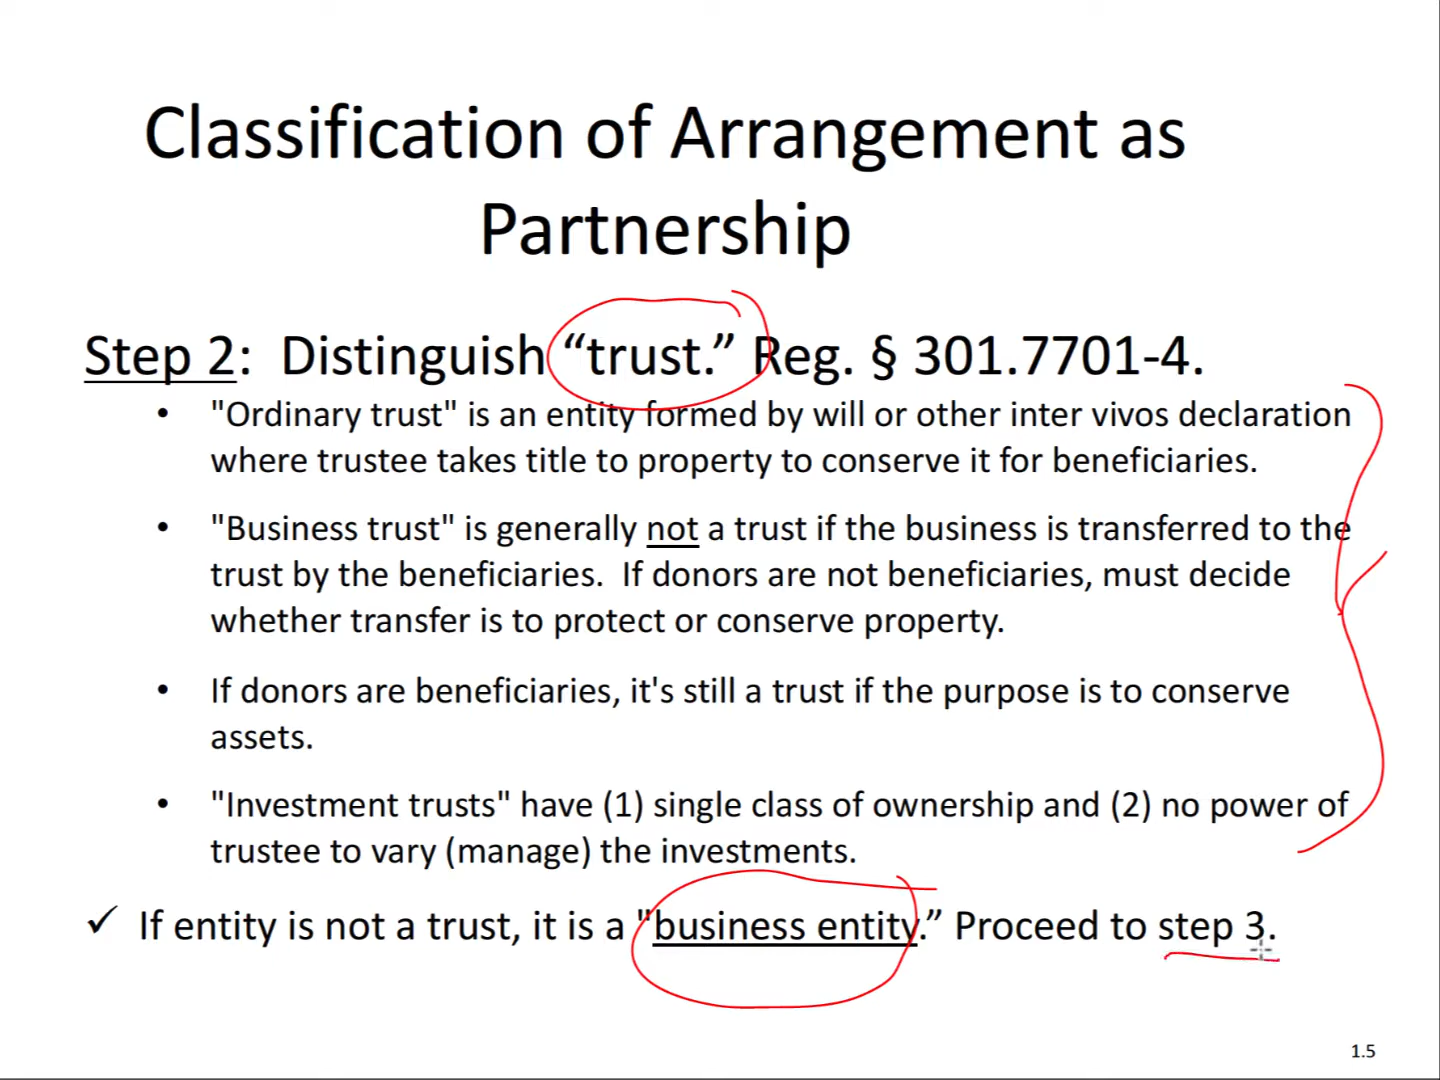 Classification of Arrangement as
Partnership
Step 2:  Distinguish “trust.” Reg. § 301.7701-4.
• "Ordinary trust" is an entity formed by will or other inter vivos declaration
where trustee takes title to property to conserve it for beneficiaries.
• "Business trust" is generally not a trust if the business is transferred to the
trust by the beneficiaries.  If donors are not beneficiaries, must decide
whether transfer is to protect or conserve property.
• If donors are beneficiaries, it's still a trust if the purpose is to conserve
assets.
• "Investment trusts" have (1) single class of ownership and (2) no power of
trustee to vary (manage) the investments.
✓ If entity is not a trust, it is a "business entity.” Proceed to step 3.
1.5